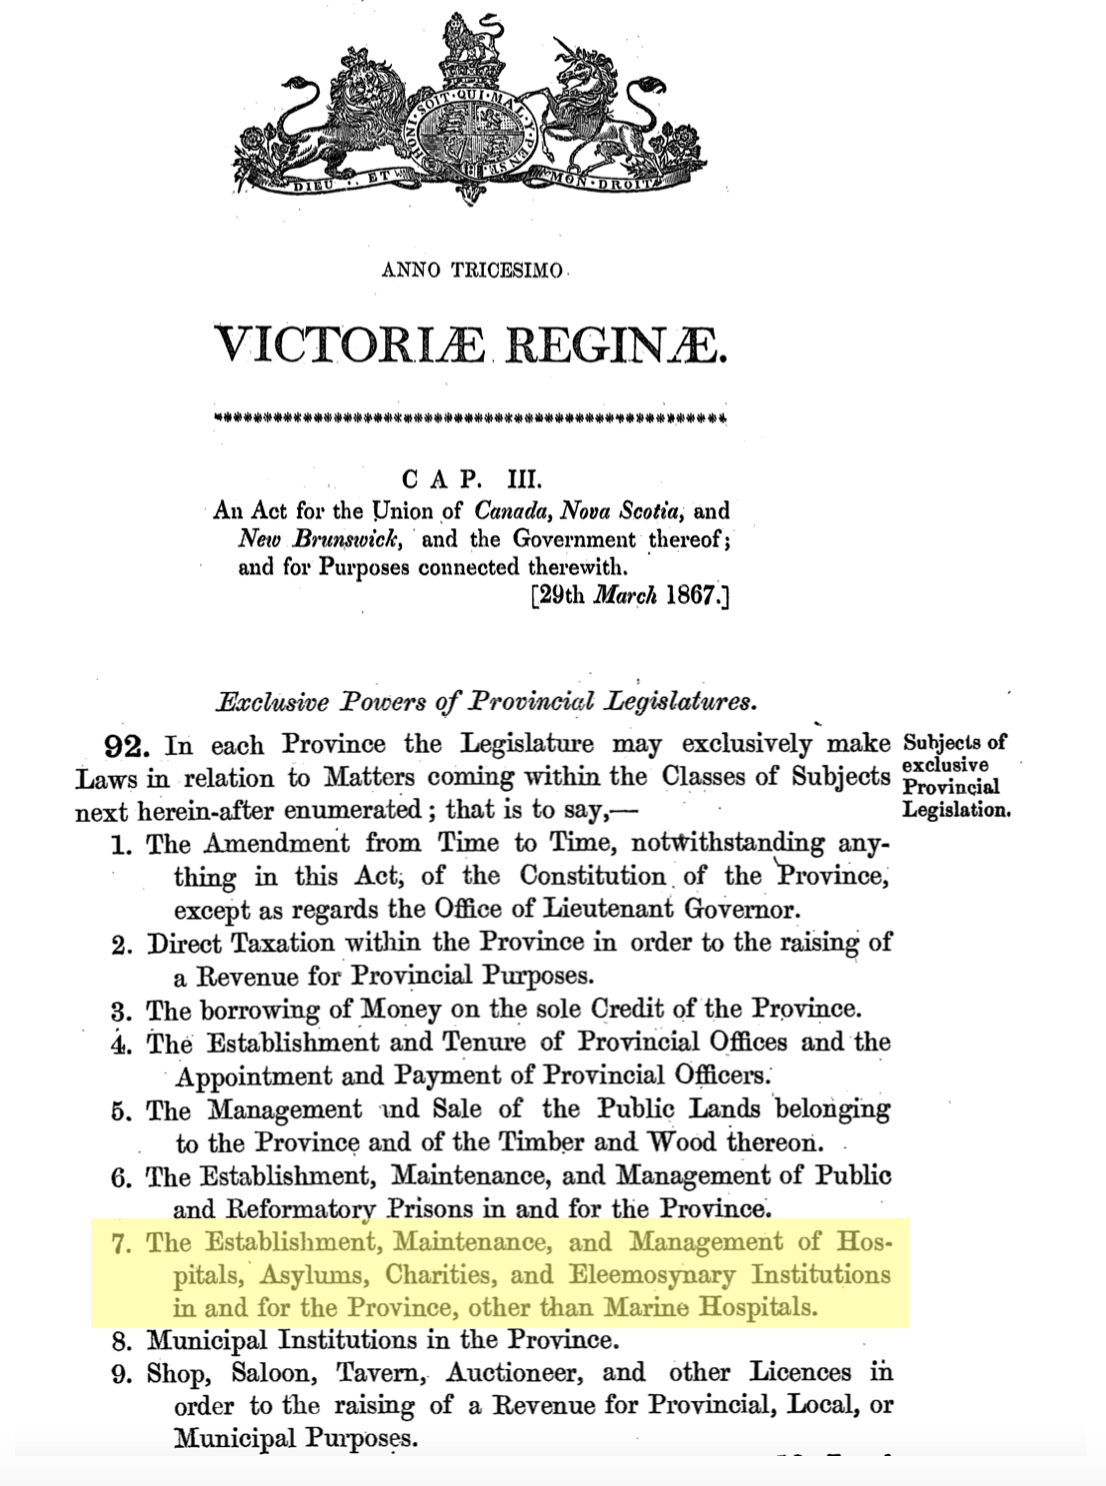 HONI · SOIT · QUI · MAL · Y · PENSE
DIEU ET MON · DROIT
ANNO TRICESIMO
VICTORIÆ REGINÆ.
CAP. III.
An Act for the Union of Canada, Nova Scotia, and
New Brunswick, and the Government thereof;
and for Purposes connected therewith.
[29th March 1867.]
Exclusive Powers of Provincial Legislatures.
92. In each Province the Legislature may exclusively make
Laws in relation to Matters coming within the Classes of Subjects
next herein-after enumerated; that is to say,—
Subjects of
exclusive
Provincial
Legislation.
1. The Amendment from Time to Time, notwithstanding any-
thing in this Act, of the Constitution of the Province,
except as regards the Office of Lieutenant Governor.
2. Direct Taxation within the Province in order to the raising of
a Revenue for Provincial Purposes.
3. The borrowing of Money on the sole Credit of the Province.
4. The Establishment and Tenure of Provincial Offices and the
Appointment and Payment of Provincial Officers.
5. The Management and Sale of the Public Lands belonging
to the Province and of the Timber and Wood thereon.
6. The Establishment, Maintenance, and Management of Public
and Reformatory Prisons in and for the Province.
7. The Establishment, Maintenance, and Management of Hos-
pitals, Asylums, Charities, and Eleemosynary Institutions
in and for the Province, other than Marine Hospitals.
8. Municipal Institutions in the Province.
9. Shop, Saloon, Tavern, Auctioneer, and other Licences in
order to the raising of a Revenue for Provincial, Local, or
Municipal Purposes.